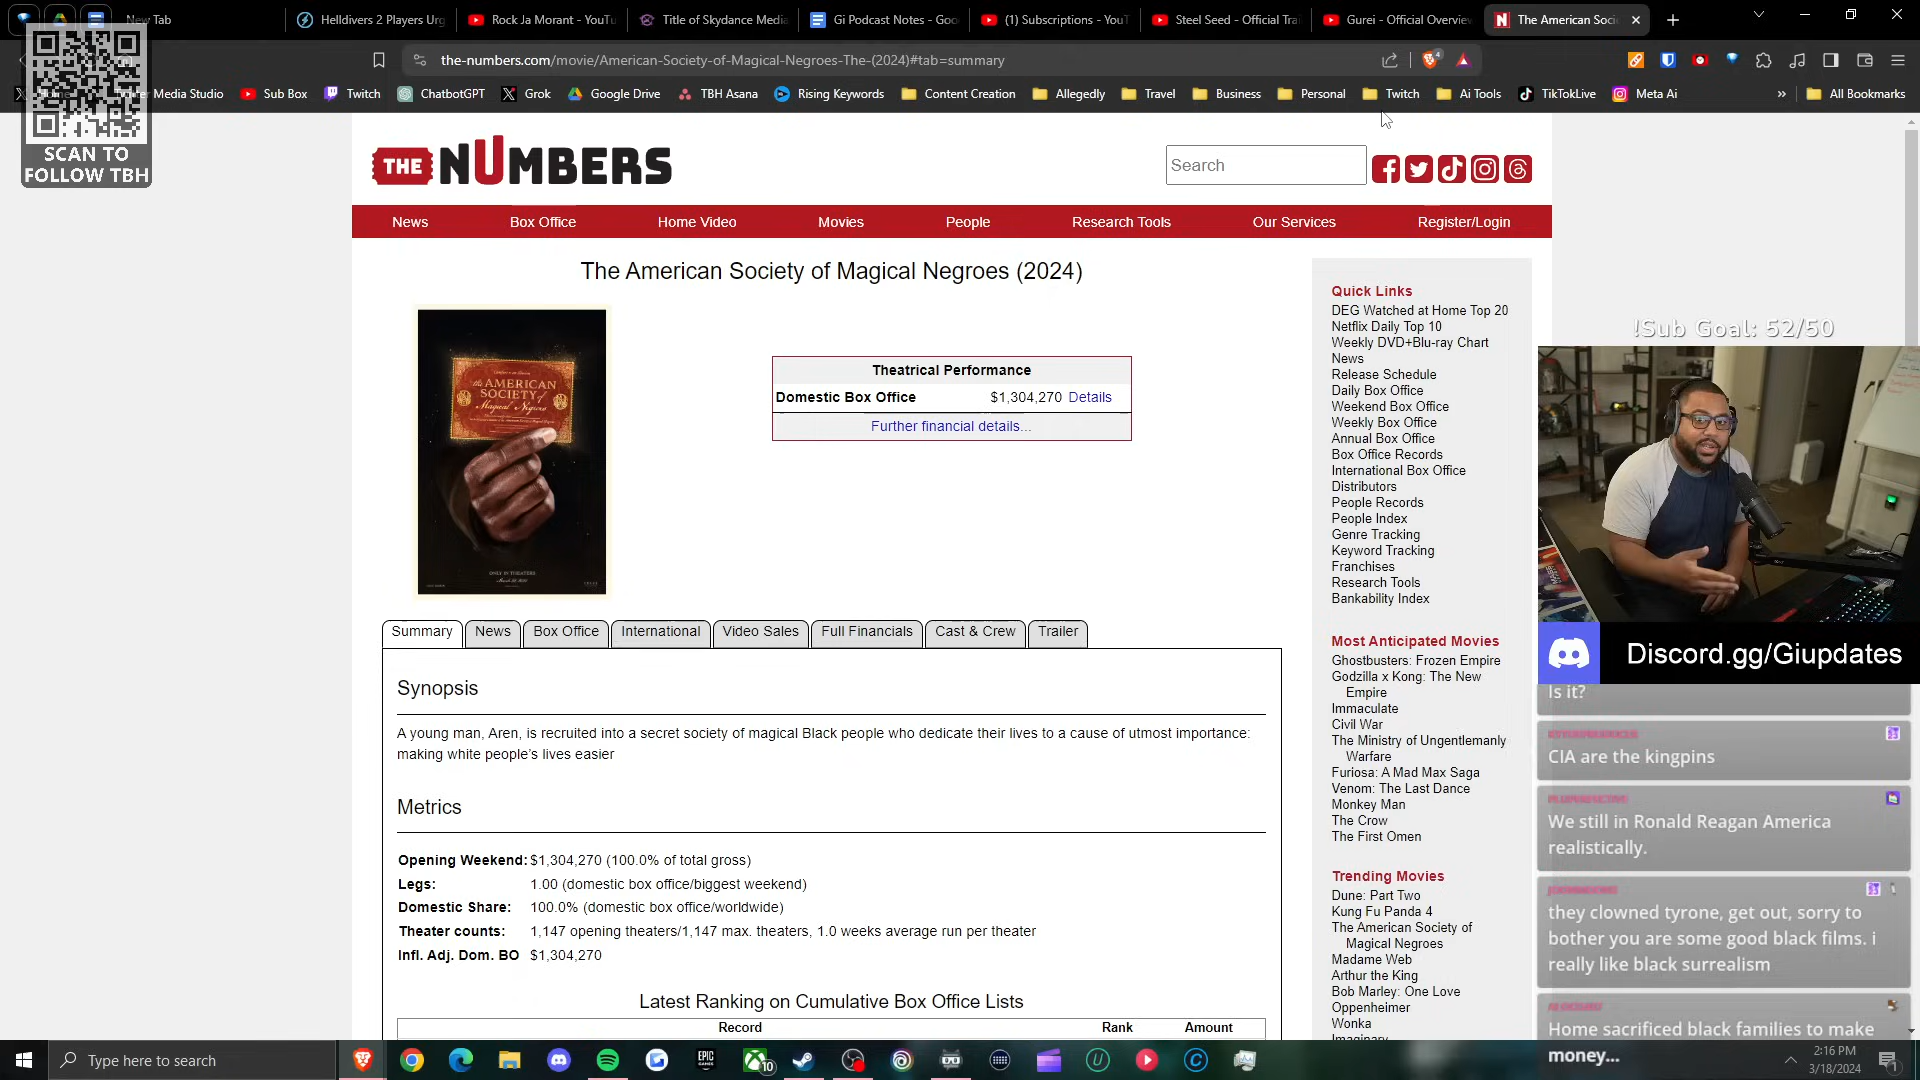 New Tab
Helldivers 2 Players Urg
Rock Ja Morant - YouTu
Title of Skydance Media
Gi Podcast Notes - Goo
(1) Subscriptions - YouT
Steel Seed - Official Tra
Gurei - Official Overview
The American Soci
the-numbers.com/movie/American-Society-of-Magical-Negroes-The-(2024)#tab=summary
Media Studio
Sub Box
Twitch
ChatbotGPT
Grok
Google Drive
TBH Asana
Rising Keywords
Content Creation
Allegedly
Travel
Business
Personal
Twitch
Ai Tools
TikTokLive
Meta Ai
All Bookmarks
SCAN TO
FOLLOW TBH
THE NUMBERS
Search
News
Box Office
Home Video
Movies
People
Research Tools
Our Services
Register/Login
The American Society of Magical Negroes (2024)
the AMERICAN
SOCIETY of
Magical Negroes
ONLY IN THEATERS
Theatrical Performance
Domestic Box Office $1,304,270 Details
Further financial details...
Summary
News
Box Office
International
Video Sales
Full Financials
Cast & Crew
Trailer
Synopsis
A young man, Aren, is recruited into a secret society of magical Black people who dedicate their lives to a cause of utmost importance:
making white people's lives easier
Metrics
Opening Weekend: $1,304,270 (100.0% of total gross)
Legs: 1.00 (domestic box office/biggest weekend)
Domestic Share: 100.0% (domestic box office/worldwide)
Theater counts: 1,147 opening theaters/1,147 max. theaters, 1.0 weeks average run per theater
Infl. Adj. Dom. BO $1,304,270
Latest Ranking on Cumulative Box Office Lists
Record Rank Amount
Quick Links
DEG Watched at Home Top 20
Netflix Daily Top 10
Weekly DVD+Blu-ray Chart
News
Release Schedule
Daily Box Office
Weekend Box Office
Weekly Box Office
Annual Box Office
Box Office Records
International Box Office
Distributors
People Records
People Index
Genre Tracking
Keyword Tracking
Franchises
Research Tools
Bankability Index
Most Anticipated Movies
Ghostbusters: Frozen Empire
Godzilla x Kong: The New
Empire
Immaculate
Civil War
The Ministry of Ungentlemanly
Warfare
Furiosa: A Mad Max Saga
Venom: The Last Dance
Monkey Man
The Crow
The First Omen
Trending Movies
Dune: Part Two
Kung Fu Panda 4
The American Society of
Magical Negroes
Madame Web
Arthur the King
Bob Marley: One Love
Oppenheimer
Wonka
Imaginary
!Sub Goal: 52/50
Discord.gg/Giupdates
Is it?
CIA are the kingpins
We still in Ronald Reagan America
realistically.
they clowned tyrone, get out, sorry to
bother you are some good black films. i
really like black surrealism
Home sacrificed black families to make
money...
Type here to search
EPIC
GAMES
10
2:16 PM
3/18/2024